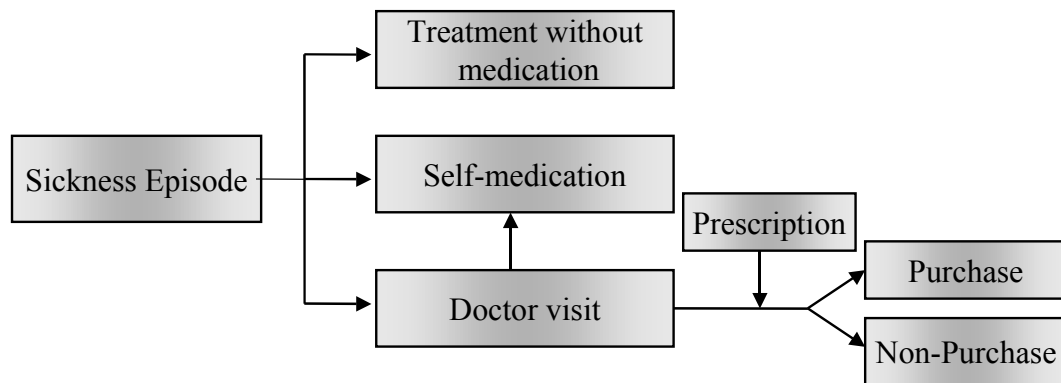 Treatment without
medication
Sickness Episode
Self-medication
Prescription
Doctor visit
Purchase
Non-Purchase